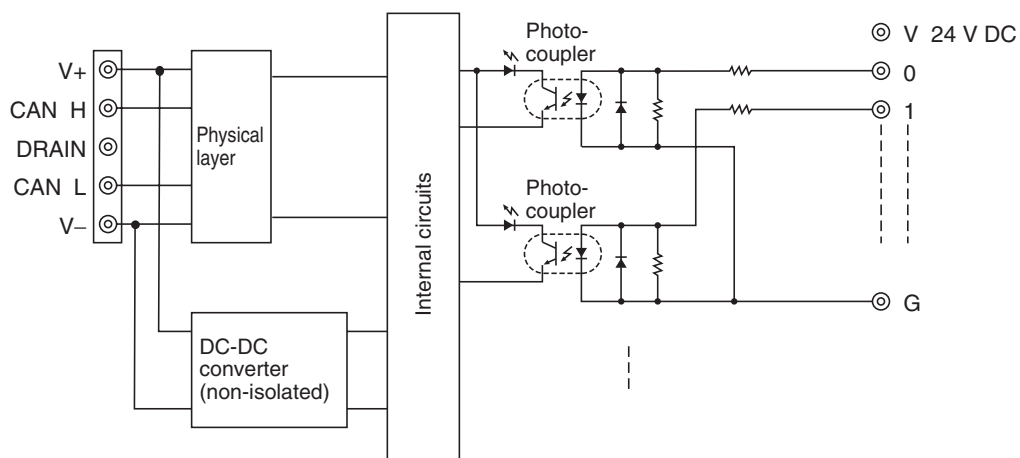 V+
CAN H
DRAIN
CAN L
V–
Physical
layer
DC-DC
converter
(non-isolated)
Internal circuits
Photo-
coupler
Photo-
coupler
V 24 V DC
0
1
G